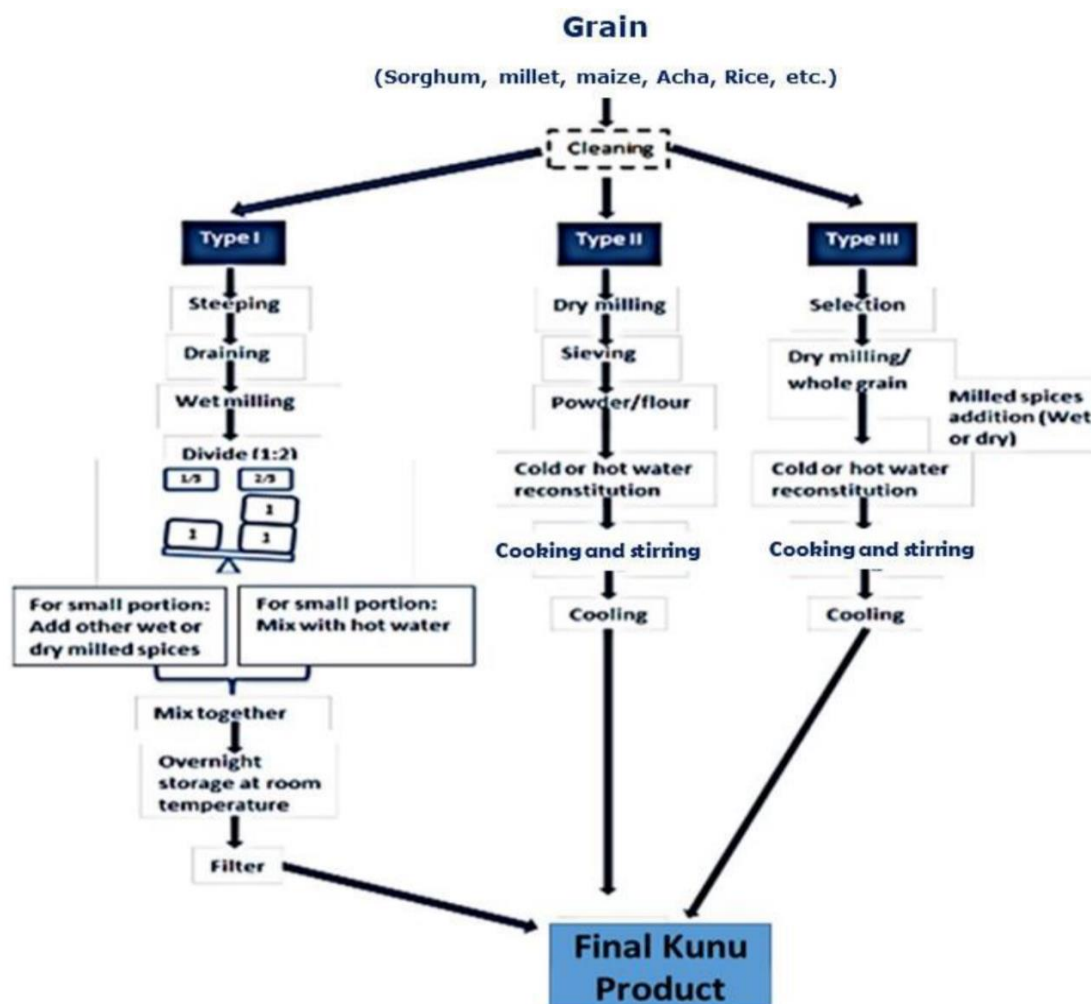 Grain
(Sorghum, millet, maize, Acha, Rice, etc.)
Cleaning
Type I
Steeping
Draining
Wet milling
Divide (1:2)
1/3
2/3
1
1
1
For small portion:
Add other wet or
dry milled spices
For small portion:
Mix with hot water
Mix together
Overnight
storage at room
temperature
Filter
Type II
Dry milling
Sieving
Powder/flour
Cold or hot water
reconstitution
Cooking and stirring
Cooling
Type III
Selection
Dry milling/
whole grain
Milled spices
addition (Wet
or dry)
Cold or hot water
reconstitution
Cooking and stirring
Cooling
Final Kunu
Product